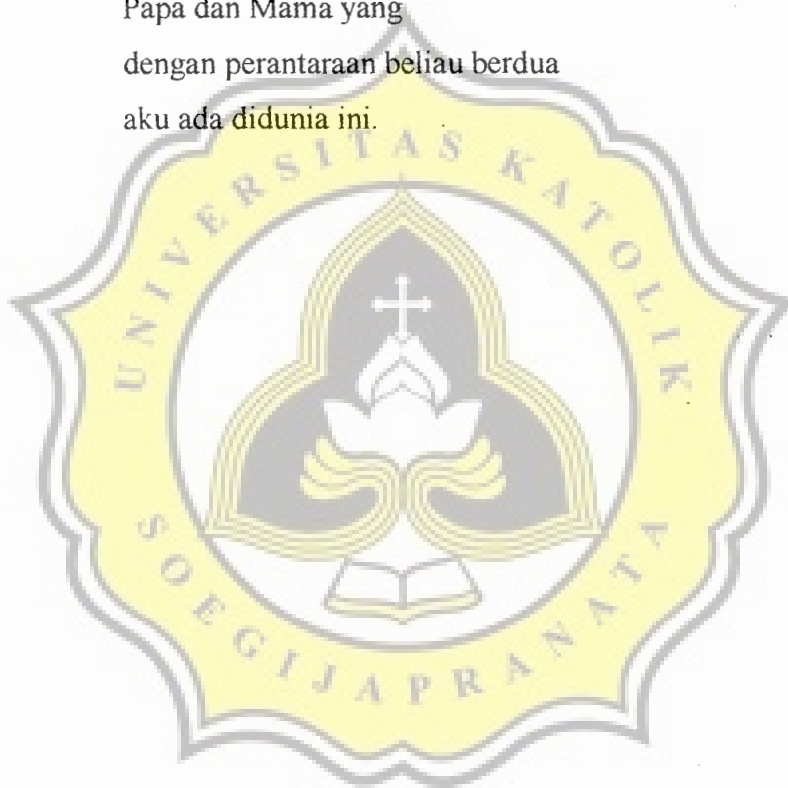 Papa dan Mama yang
dengan perantaraan beliau berdua
aku ada didunia ini.
UNIVERSITAS KATOLIK
SOEGIJAPRANATA